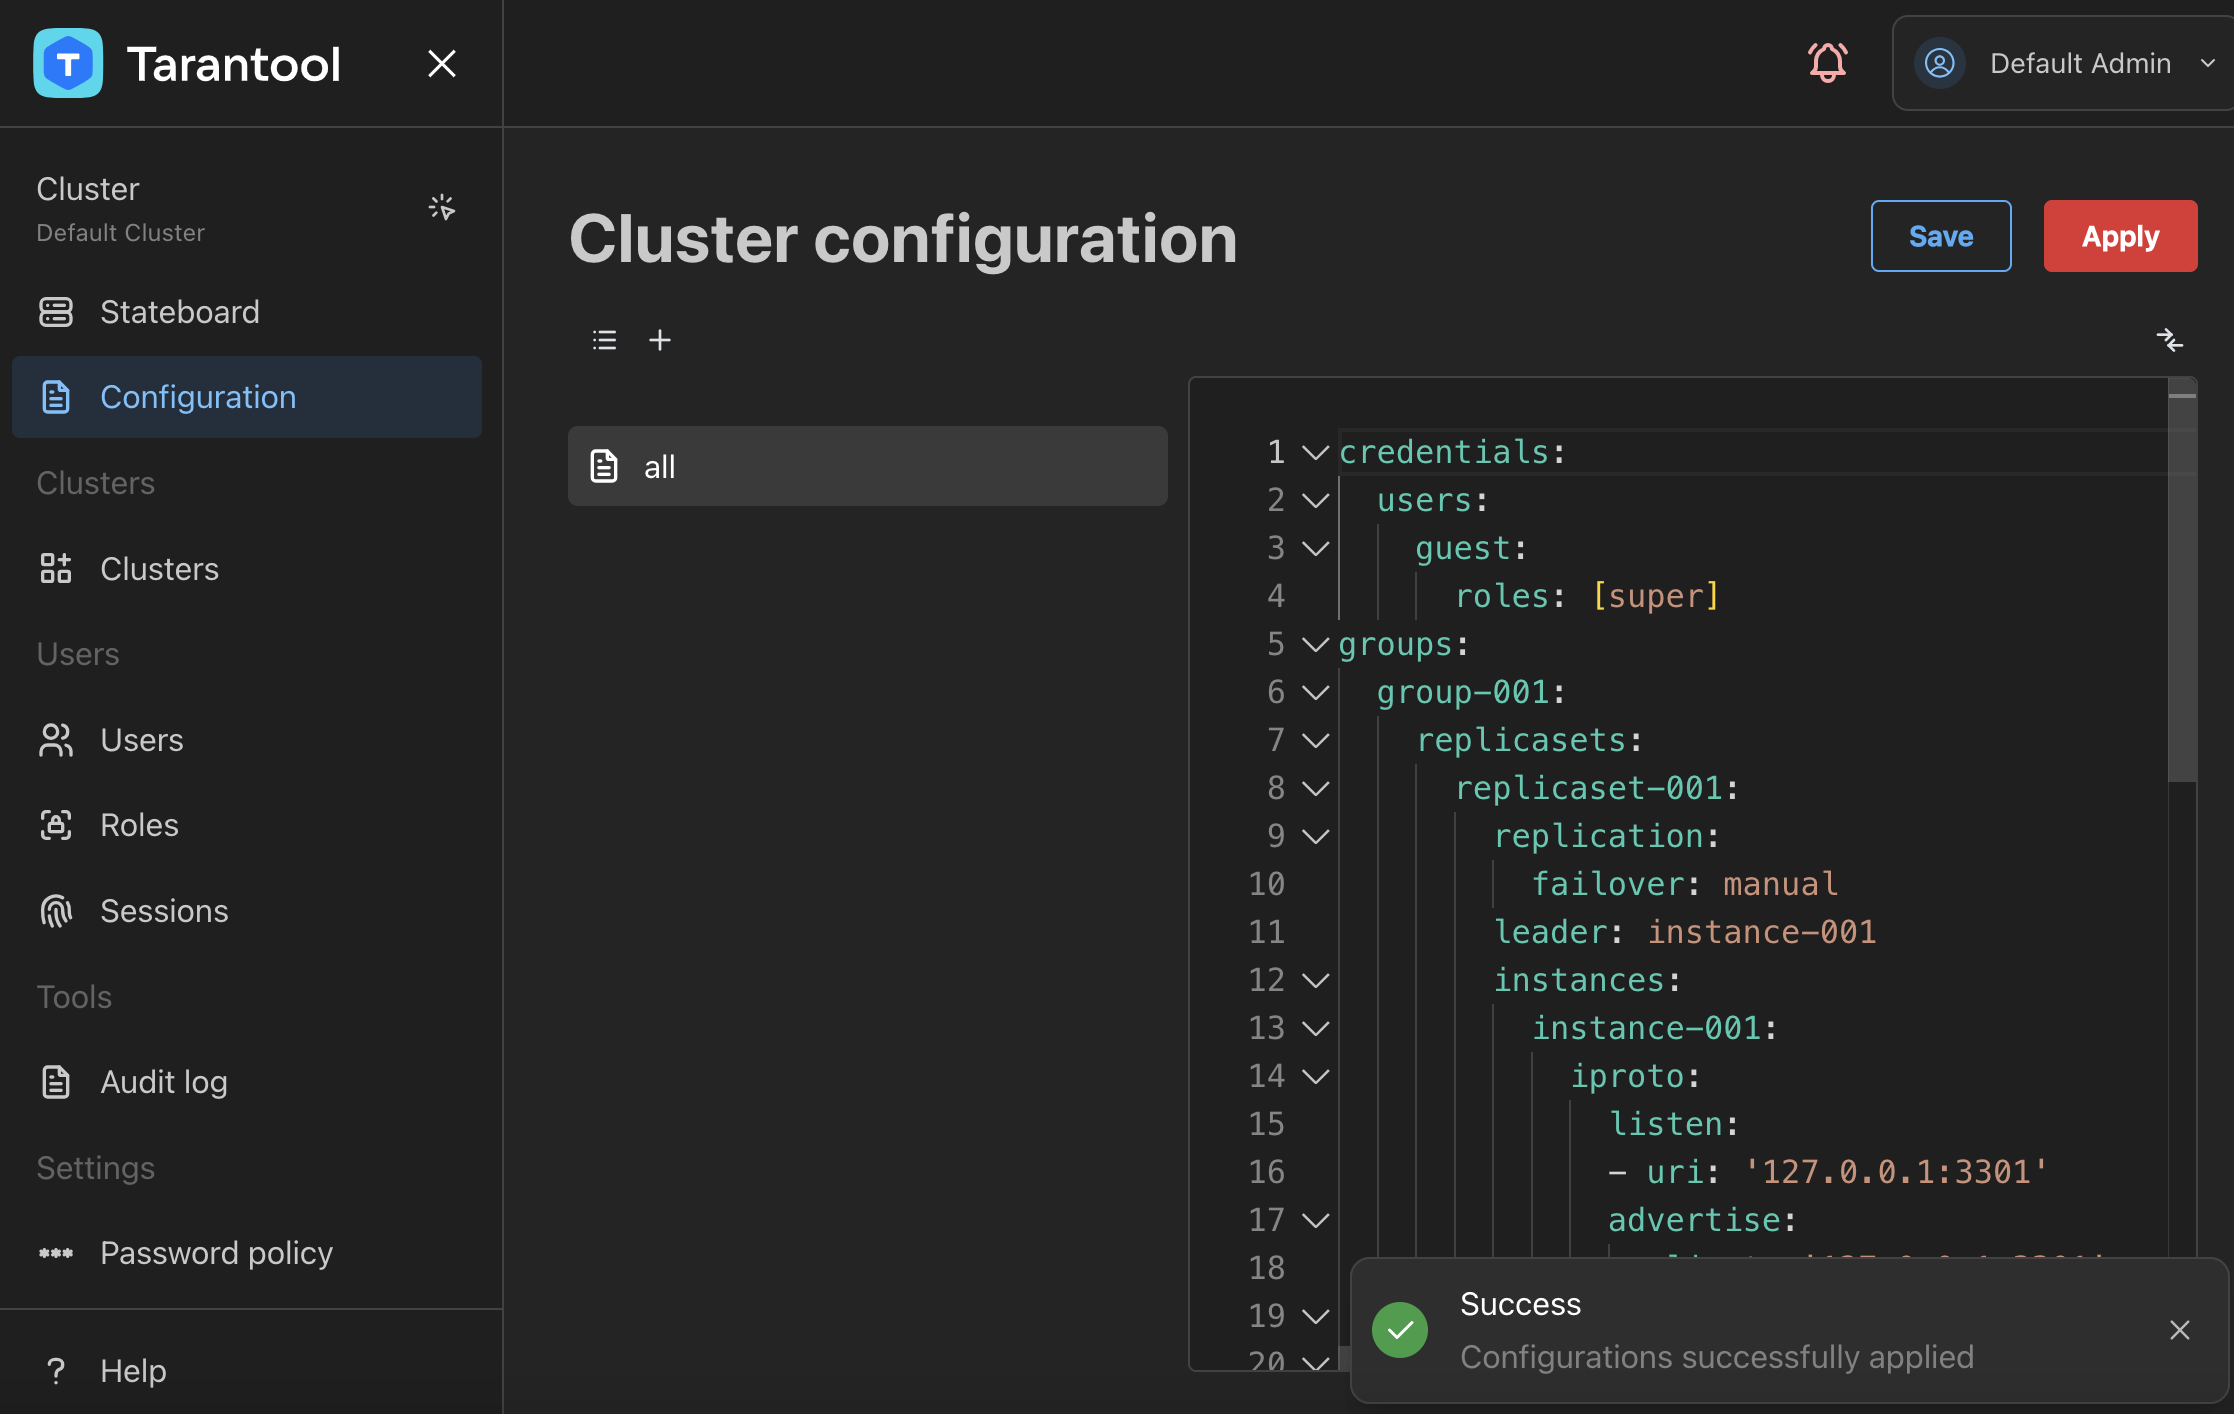 Tarantool
Default Admin
Cluster
Default Cluster
Stateboard
Configuration
Clusters
Clusters
Users
Users
Roles
Sessions
Tools
Audit log
Settings
Password policy
Help
Cluster configuration
Save
Apply
all
1 credentials:
2 users:
3 guest:
4 roles: [super]
5 groups:
6 group-001:
7 replicasets:
8 replicaset-001:
9 replication:
10 failover: manual
11 leader: instance-001
12 instances:
13 instance-001:
14 iproto:
15 listen:
16 - uri: '127.0.0.1:3301'
17 advertise:
18
19
20
Success
Configurations successfully applied